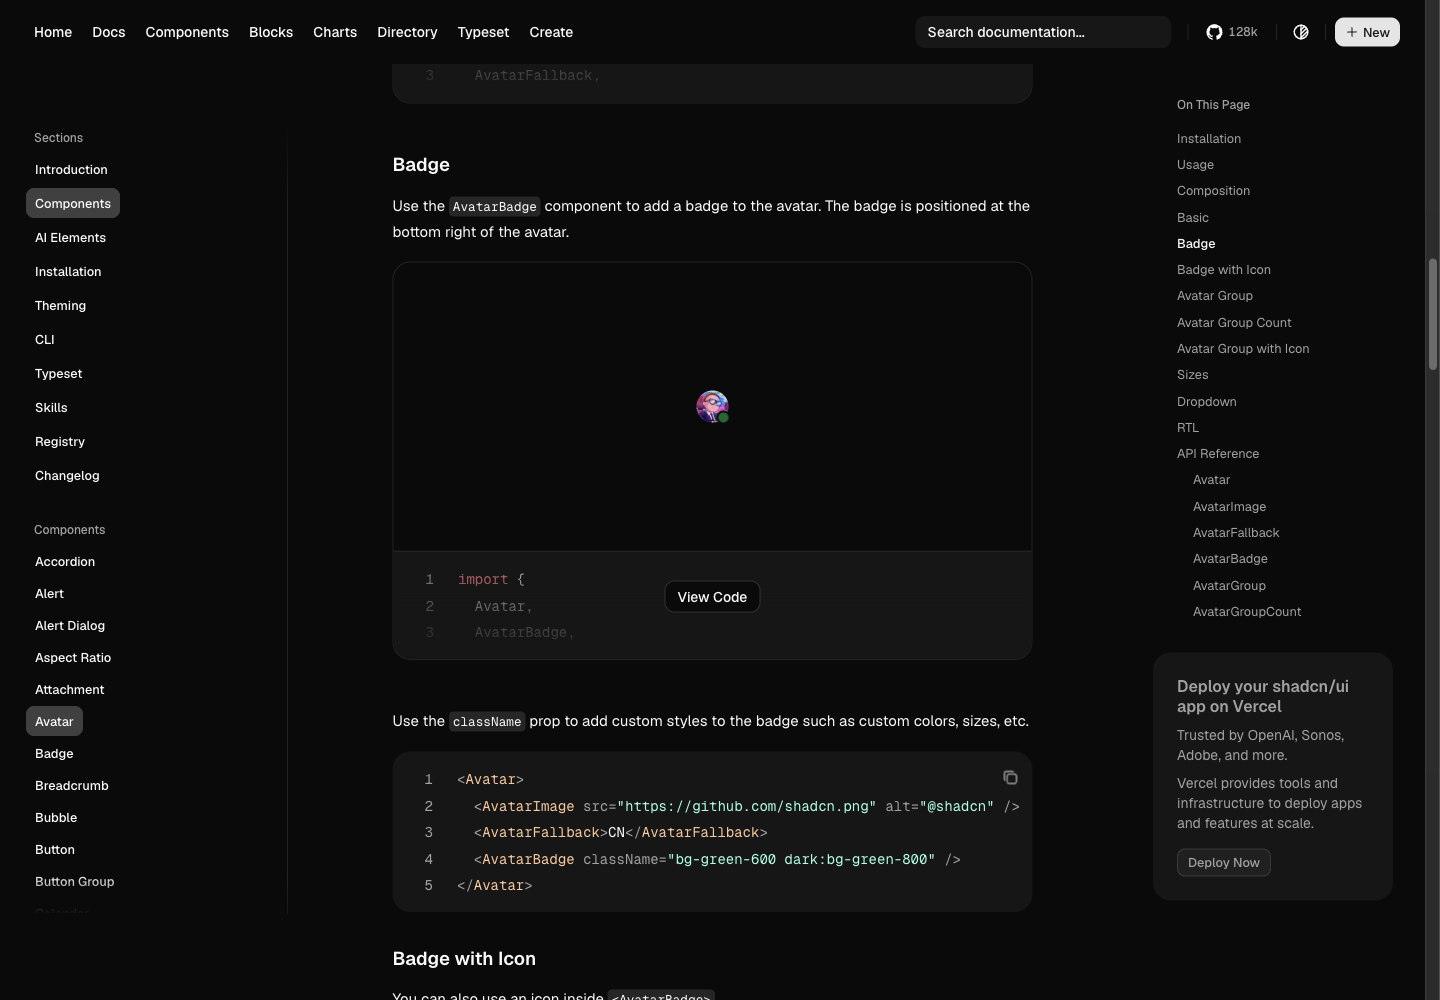 Home Docs Components Blocks Charts Directory Typeset Create
Search documentation...
128k
New
Sections
Introduction
Components
AI Elements
Installation
Theming
CLI
Typeset
Skills
Registry
Changelog
Components
Accordion
Alert
Alert Dialog
Aspect Ratio
Attachment
Avatar
Badge
Breadcrumb
Bubble
Button
Button Group
Calendar
3 AvatarFallback,
Badge
Use the AvatarBadge component to add a badge to the avatar. The badge is positioned at the
bottom right of the avatar.
1 import {
2 Avatar,
3 AvatarBadge,
View Code
Use the className prop to add custom styles to the badge such as custom colors, sizes, etc.
1 <Avatar>
2 <AvatarImage src="https://github.com/shadcn.png" alt="@shadcn" />
3 <AvatarFallback>CN</AvatarFallback>
4 <AvatarBadge className="bg-green-600 dark:bg-green-800" />
5 </Avatar>
Badge with Icon
You can also use an icon inside <AvatarBadge>
On This Page
Installation
Usage
Composition
Basic
Badge
Badge with Icon
Avatar Group
Avatar Group Count
Avatar Group with Icon
Sizes
Dropdown
RTL
API Reference
Avatar
AvatarImage
AvatarFallback
AvatarBadge
AvatarGroup
AvatarGroupCount
Deploy your shadcn/ui
app on Vercel
Trusted by OpenAI, Sonos,
Adobe, and more.
Vercel provides tools and
infrastructure to deploy apps
and features at scale.
Deploy Now